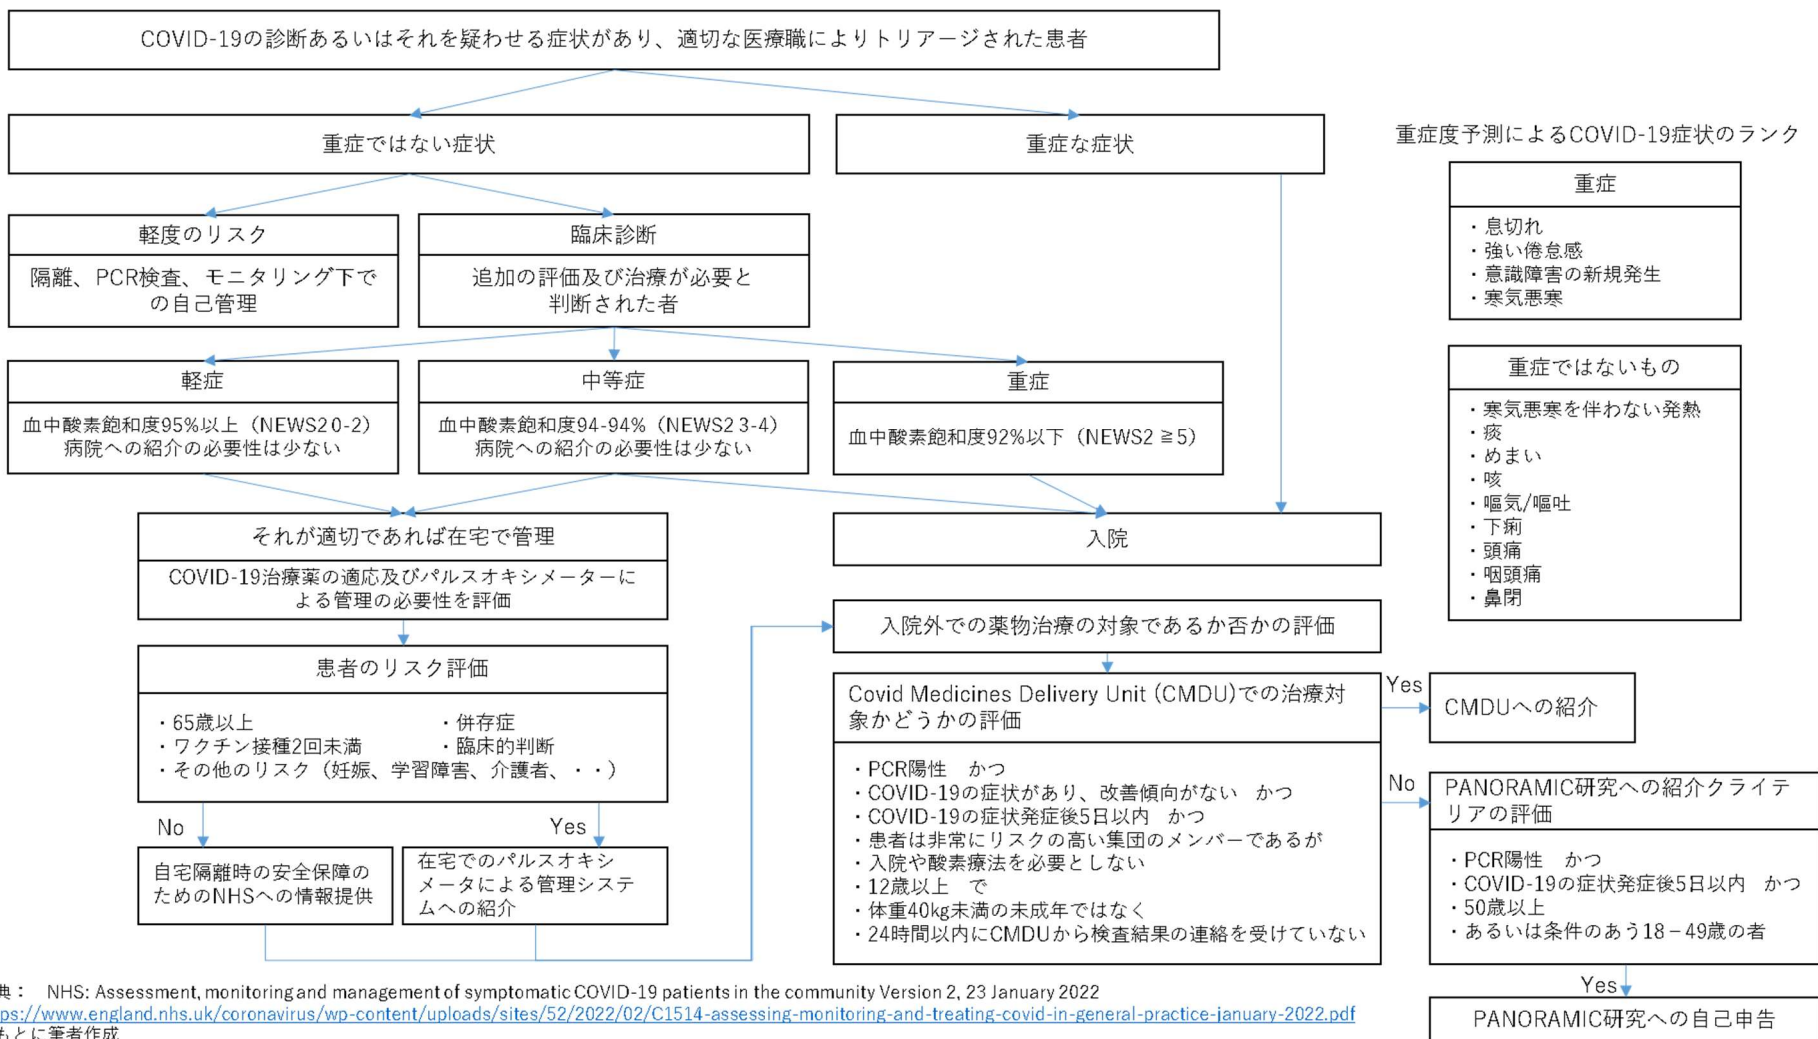 COVID-19の診断あるいはそれを疑わせる症状があり、適切な医療職によりトリアージされた患者
重症ではない症状
重症な症状
軽度のリスク
隔離、PCR検査、モニタリング下で
の自己管理
臨床診断
追加の評価及び治療が必要と
判断された者
軽症
血中酸素飽和度95%以上（NEWS2 0-2）
病院への紹介の必要性は少ない
中等症
血中酸素飽和度94-94%（NEWS2 3-4）
病院への紹介の必要性は少ない
重症
血中酸素飽和度92%以下（NEWS2 ≧5）
それが適切であれば在宅で管理
COVID-19治療薬の適応及びパルスオキシメーターに
よる管理の必要性を評価
入院
患者のリスク評価
・65歳以上
・併存症
・ワクチン接種2回未満
・臨床的判断
・その他のリスク（妊娠、学習障害、介護者、・・）
No
Yes
自宅隔離時の安全保障の
ためのNHSへの情報提供
在宅でのパルスオキシ
メータによる管理システ
ムへの紹介
入院外での薬物治療の対象であるか否かの評価
Covid Medicines Delivery Unit (CMDU)での治療対
象かどうかの評価
・PCR陽性　かつ
・COVID-19の症状があり、改善傾向がない　かつ
・COVID-19の症状発症後5日以内　かつ
・患者は非常にリスクの高い集団のメンバーであるが
・入院や酸素療法を必要としない
・12歳以上　で
・体重40㎏未満の未成年ではなく
・24時間以内にCMDUから検査結果の連絡を受けていない
Yes
CMDUへの紹介
No
PANORAMIC研究への紹介クライテ
リアの評価
・PCR陽性　かつ
・COVID-19の症状発症後5日以内　かつ
・50歳以上
・あるいは条件のあう18－49歳の者
Yes
PANORAMIC研究への自己申告
重症度予測によるCOVID-19症状のランク
重症
・息切れ
・強い倦怠感
・意識障害の新規発生
・寒気悪寒
重症ではないもの
・寒気悪寒を伴わない発熱
・痰
・めまい
・咳
・嘔気/嘔吐
・下痢
・頭痛
・咽頭痛
・鼻閉
典：　NHS: Assessment, monitoring and management of symptomatic COVID-19 patients in the community Version 2, 23 January 2022
ps://www.england.nhs.uk/coronavirus/wp-content/uploads/sites/52/2022/02/C1514-assessing-monitoring-and-treating-covid-in-general-practice-january-2022.pdf
もとに筆者作成